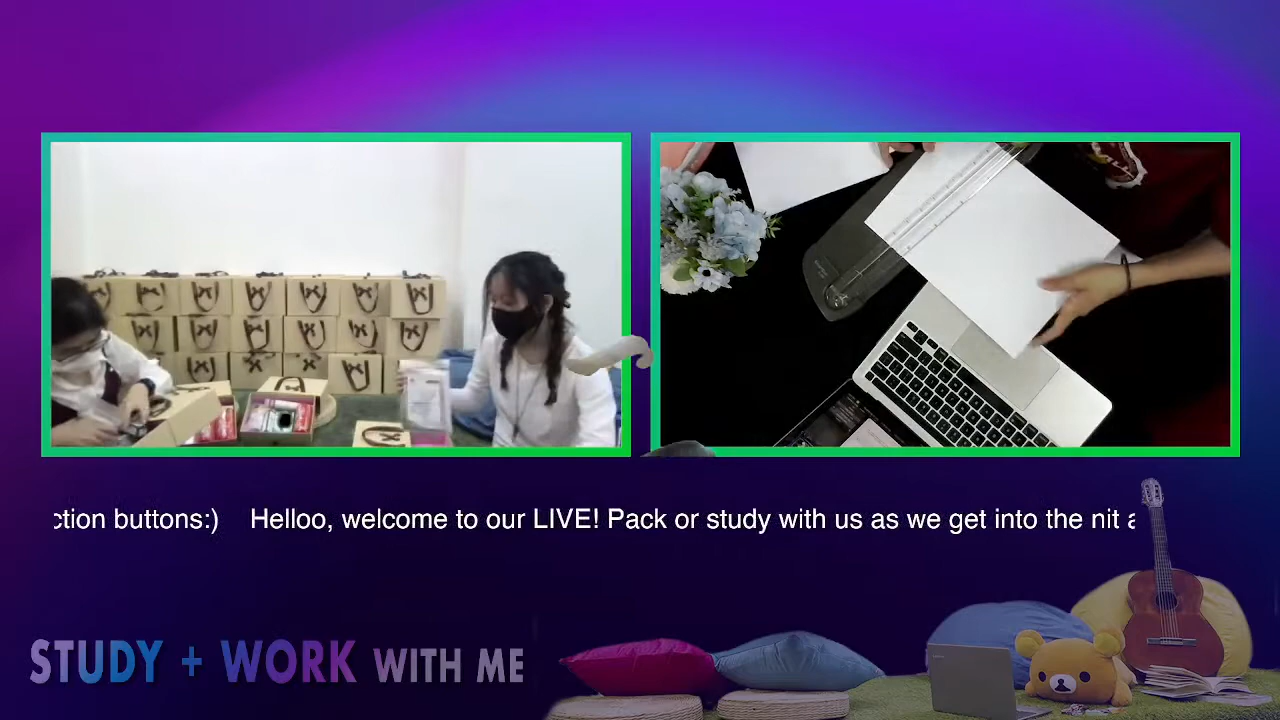 ction buttons:) Helloo, welcome to our LIVE! Pack or study with us as we get into the nit a
STUDY + WORK WITH ME